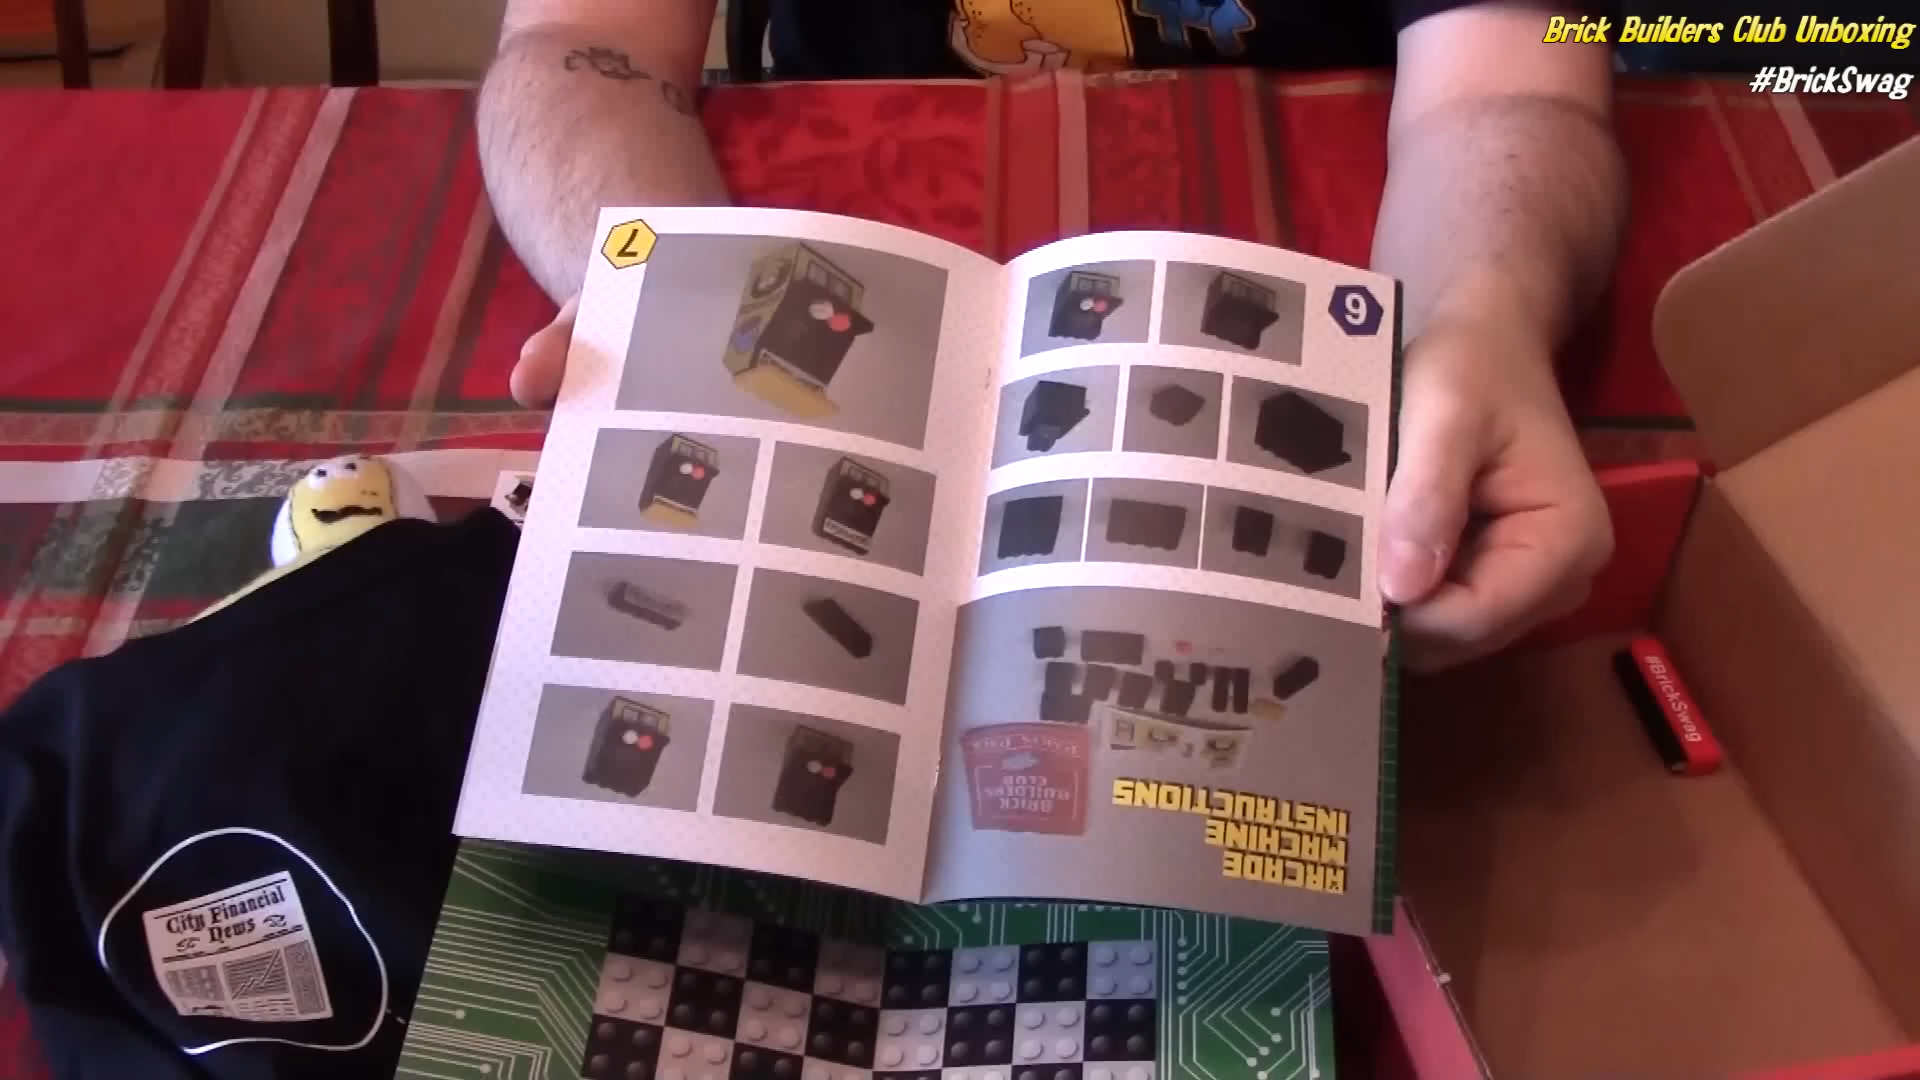 Brick Builders Club Unboxing
#BrickSwag
7
6
ARCADE
MACHINE
INSTRUCTIONS
BRICK
BUILDERS
CLUB
#BrickSwag
City Financial
News